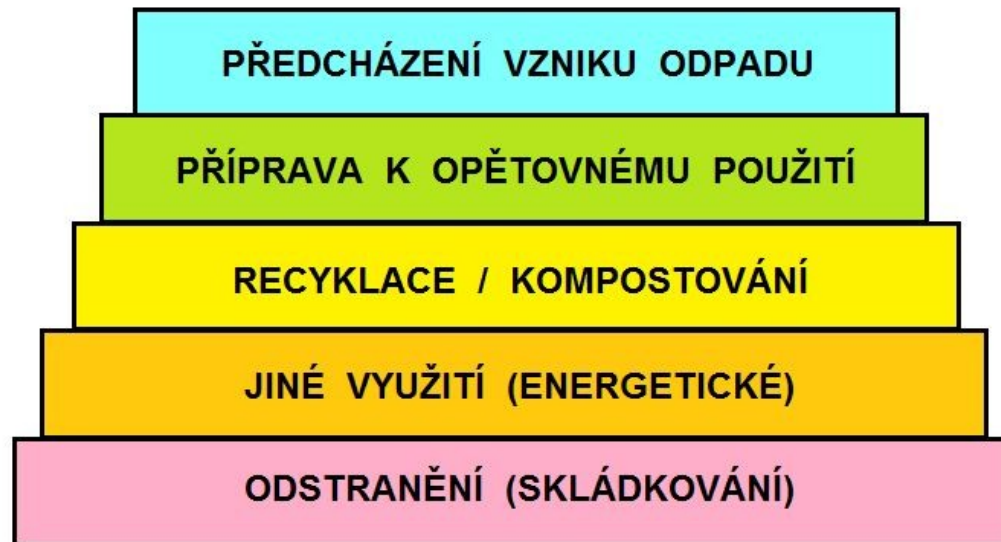 PŘEDCHÁZENÍ VZNIKU ODPADU
PŘÍPRAVA K OPĚTOVNÉMU POUŽITÍ
RECYKLACE / KOMPOSTOVÁNÍ
JINÉ VYUŽITÍ (ENERGETICKÉ)
ODSTRANĚNÍ (SKLÁDKOVÁNÍ)